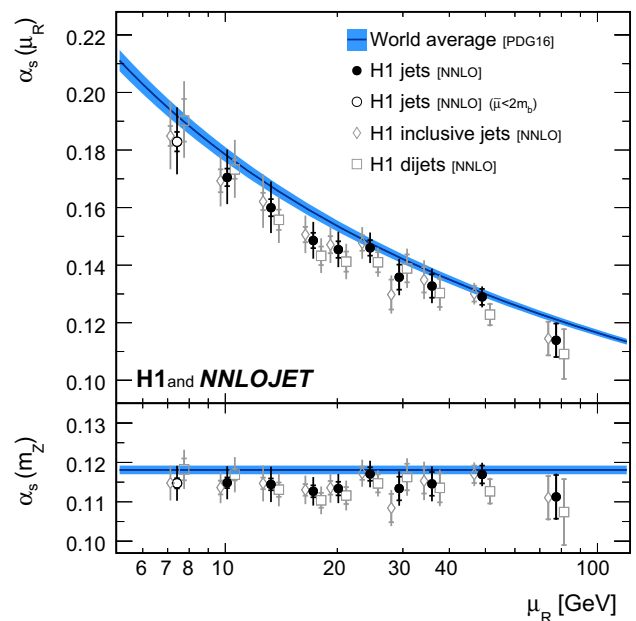 α_s (μ_R)
0.22
0.20
0.18
0.16
0.14
0.12
0.10
World average [PDG16]
H1 jets [NNLO]
H1 jets [NNLO] (μ̃<2m_b)
H1 inclusive jets [NNLO]
H1 dijets [NNLO]
H1 and NNLOJET
α_s (m_Z)
0.13
0.12
0.11
0.10
6 7 8 10 20 30 40 100
μ_R [GeV]